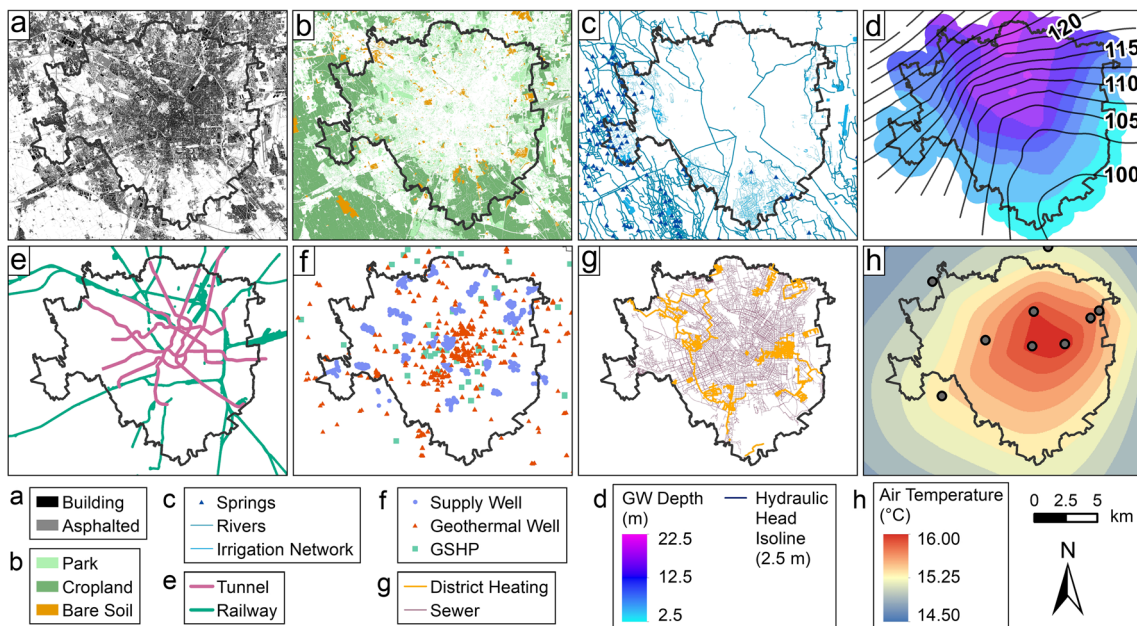 a
b
c
d
120
115
110
105
100
e
f
g
h
a
Building
Asphalted
b
Park
Cropland
Bare Soil
c
Springs
Rivers
Irrigation Network
e
Tunnel
Railway
f
Supply Well
Geothermal Well
GSHP
g
District Heating
Sewer
d
GW Depth
(m)
22.5
12.5
2.5
Hydraulic
Head
Isoline
(2.5 m)
h
Air Temperature
(°C)
16.00
15.25
14.50
0 2.5 5
km
N